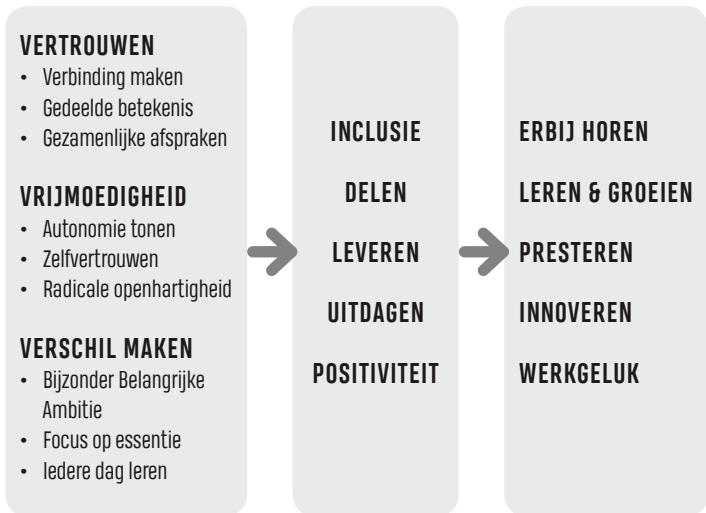 VERTROUWEN
• Verbinding maken
• Gedeelde betekenis
• Gezamenlijke afspraken
VRIJMOEDIGHEID
• Autonomie tonen
• Zelfvertrouwen
• Radicale openhartigheid
VERSCHIL MAKEN
• Bijzonder Belangrijke
Ambitie
• Focus op essentie
• Iedere dag leren
INCLUSIE
DELEN
LEVEREN
UITDAGEN
POSITIVITEIT
ERBIJ HOREN
LEREN & GROEIEN
PRESTEREN
INNOVEREN
WERKGELUK